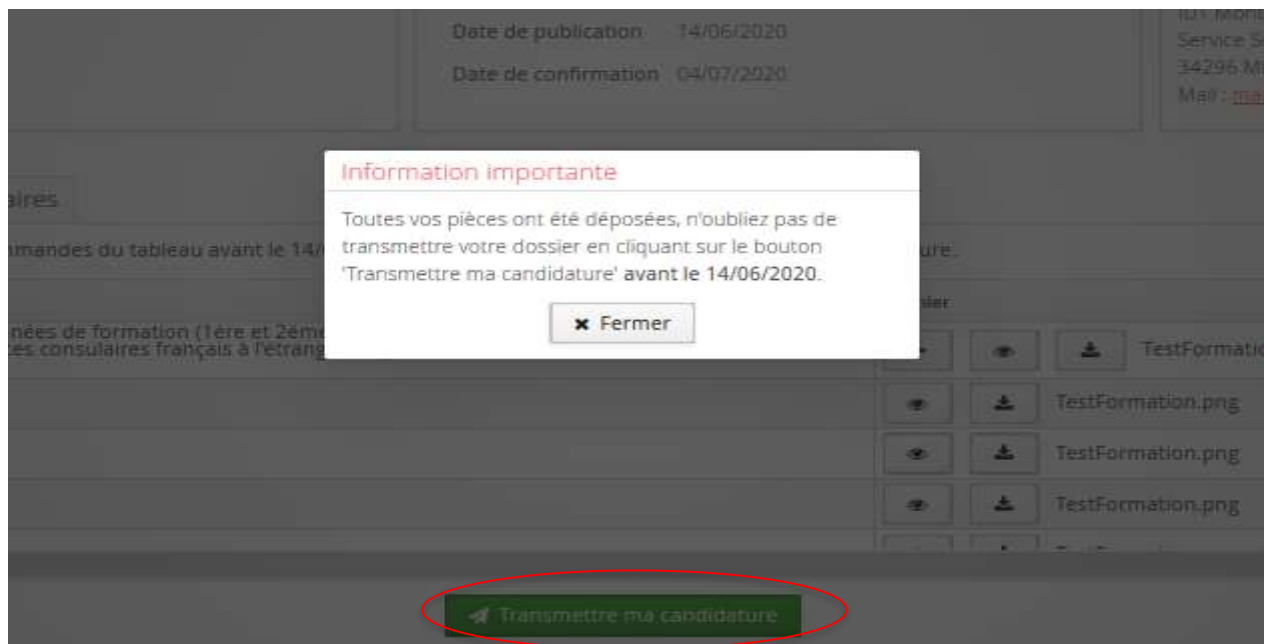 Date de publication 14/06/2020
Service
Date de confirmation 04/07/2020
34296
Mail :
Information importante
aires
Toutes vos pièces ont été déposées, n'oubliez pas de
mmandes du tableau avant le 14/
transmettre votre dossier en cliquant sur le bouton
ure.
'Transmettre ma candidature' avant le 14/06/2020.
Fermer
nées de formation (1ère et 2ème
consulaires français à l'étrang
TestFormatio
TestFormation.png
TestFormation.png
TestFormation.png
Transmettre ma candidature